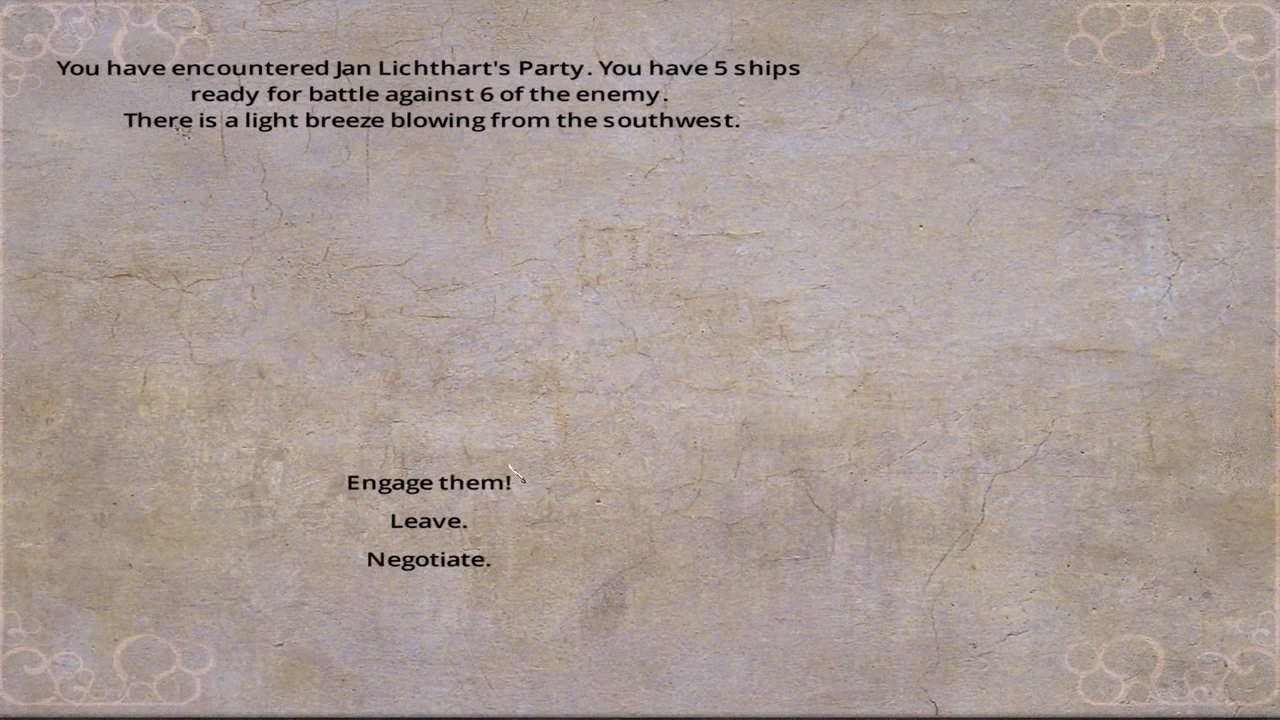 You have encountered Jan Lichthart's Party. You have 5 ships
ready for battle against 6 of the enemy.
There is a light breeze blowing from the southwest.
Engage them!
Leave.
Negotiate.